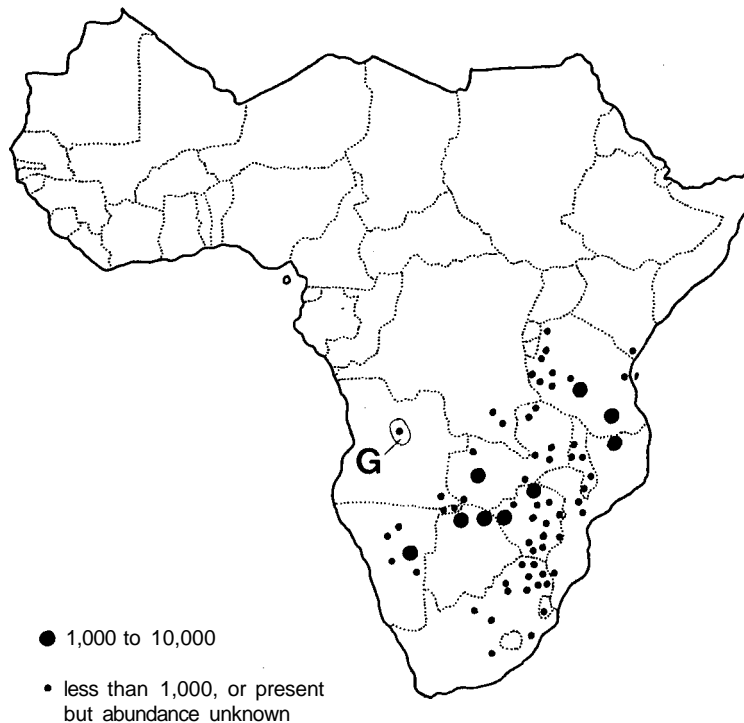 G
1,000 to 10,000
less than 1,000, or present
but abundance unknown